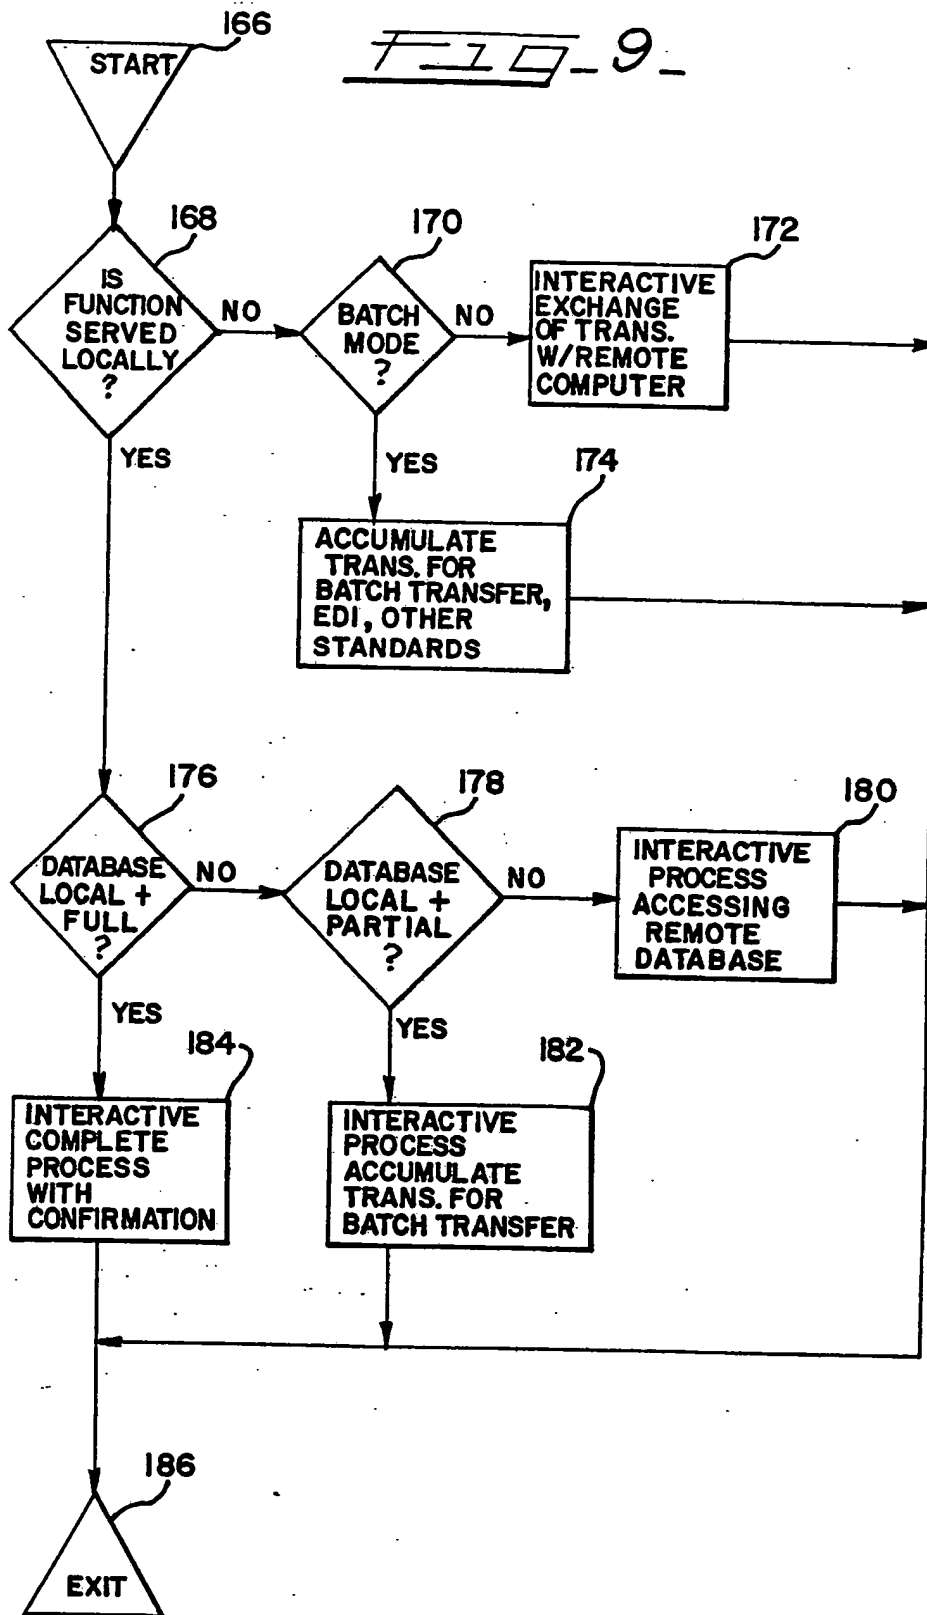 166
Fig_9_
START
168
170
172
IS
FUNCTION
SERVED
LOCALLY
?
NO
BATCH
MODE
?
NO
INTERACTIVE
EXCHANGE
OF TRANS.
W/REMOTE
COMPUTER
YES
YES
174
ACCUMULATE
TRANS. FOR
BATCH TRANSFER,
EDI, OTHER
STANDARDS
176
178
180
DATABASE
LOCAL +
FULL
?
NO
DATABASE
LOCAL +
PARTIAL
?
NO
INTERACTIVE
PROCESS
ACCESSING
REMOTE
DATABASE
YES
YES
184
182
INTERACTIVE
COMPLETE
PROCESS
WITH
CONFIRMATION
INTERACTIVE
PROCESS
ACCUMULATE
TRANS. FOR
BATCH TRANSFER
186
EXIT